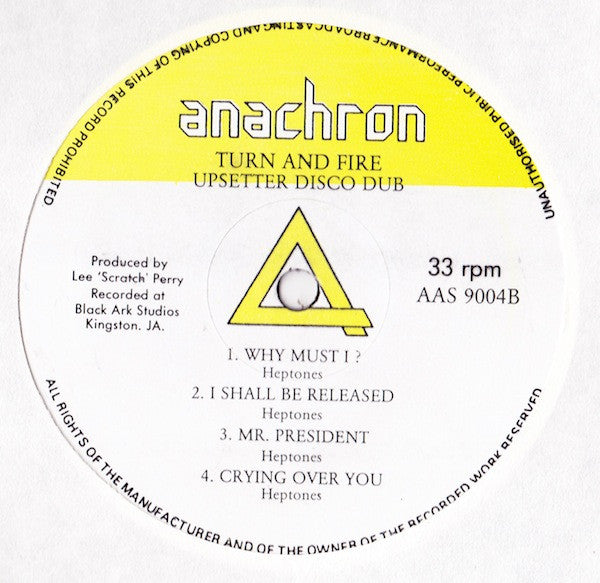 UNAUTHORISED PUBLIC PERFORMANCE BROADCASTING AND COPYING OF THIS RECORD PROHIBITED
anachron
TURN AND FIRE
UPSETTER DISCO DUB
Produced by
Lee 'Scratch' Perry
Recorded at
Black Ark Studios
Kingston. JA.
33 rpm
AAS 9004B
1. WHY MUST I ?
Heptones
2. I SHALL BE RELEASED
Heptones
3. MR. PRESIDENT
Heptones
4. CRYING OVER YOU
Heptones
ALL RIGHTS OF THE MANUFACTURER AND OF THE OWNER OF THE RECORDED WORK RESERVED